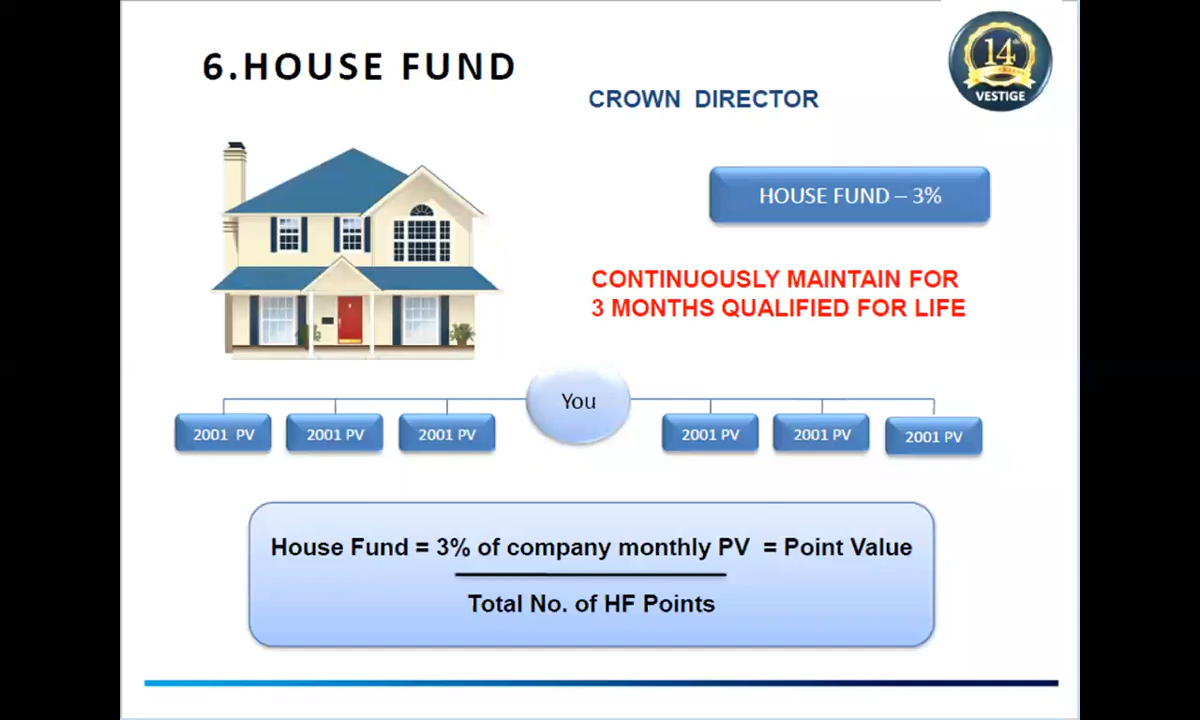 6.HOUSE FUND
14th
VESTIGE
CROWN DIRECTOR
HOUSE FUND – 3%
CONTINUOUSLY MAINTAIN FOR
3 MONTHS QUALIFIED FOR LIFE
You
2001 PV
2001 PV
2001 PV
2001 PV
2001 PV
2001 PV
House Fund = 3% of company monthly PV = Point Value
Total No. of HF Points